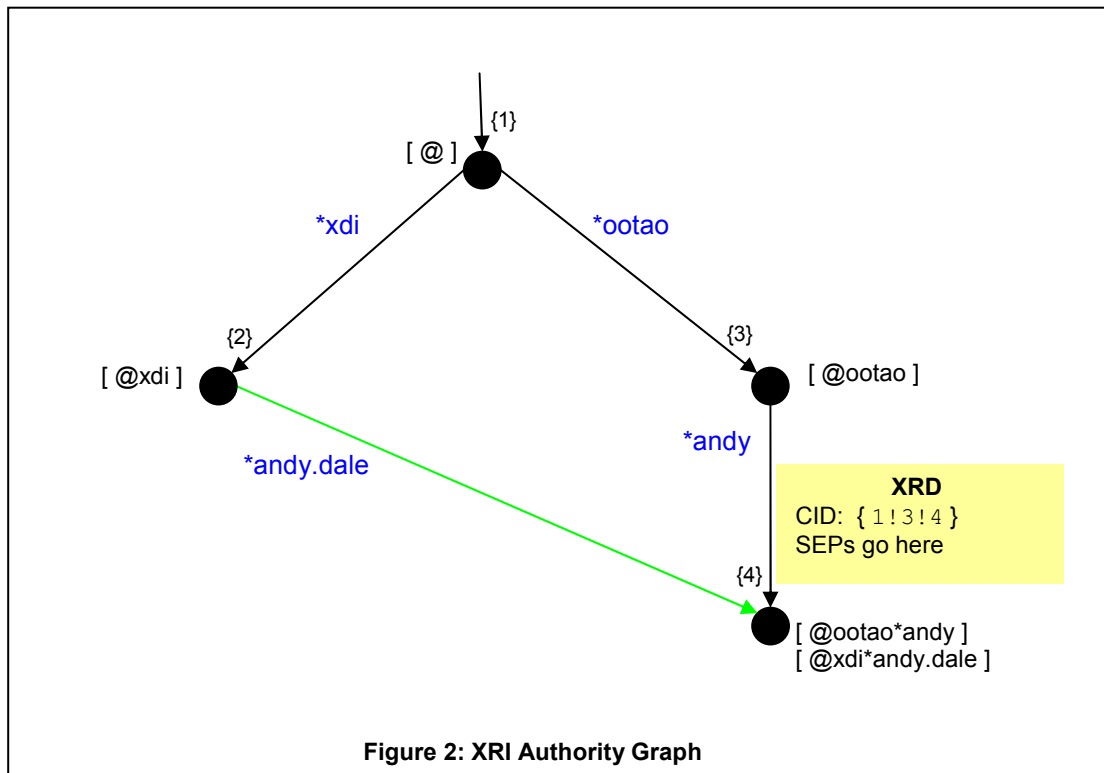 {1}
[ @ ]
*xdi
*ootao
{2}
{3}
[ @xdi ]
[ @ootao ]
*andy.dale
*andy
XRD
CID: { 1!3!4 }
SEPs go here
{4}
[ @ootao*andy ]
[ @xdi*andy.dale ]
Figure 2: XRI Authority Graph